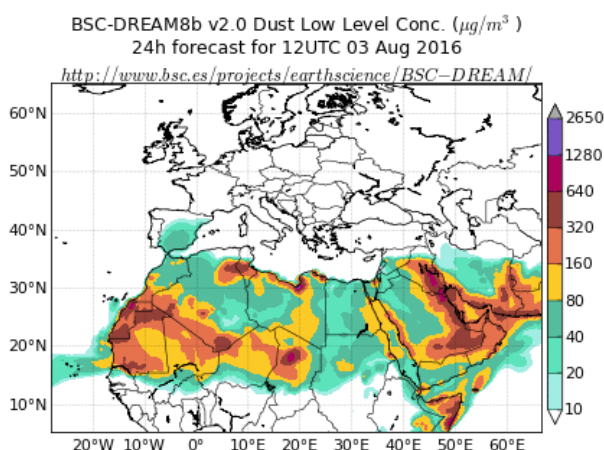 BSC-DREAM8b v2.0 Dust Low Level Conc. (μg/m³ )
24h forecast for 12UTC 03 Aug 2016
http://www.bsc.es/projects/earthscience/BSC−DREAM/
60°N
50°N
40°N
30°N
20°N
10°N
20°W 10°W 0° 10°E 20°E 30°E 40°E 50°E 60°E
2650
1280
640
320
160
80
40
20
10